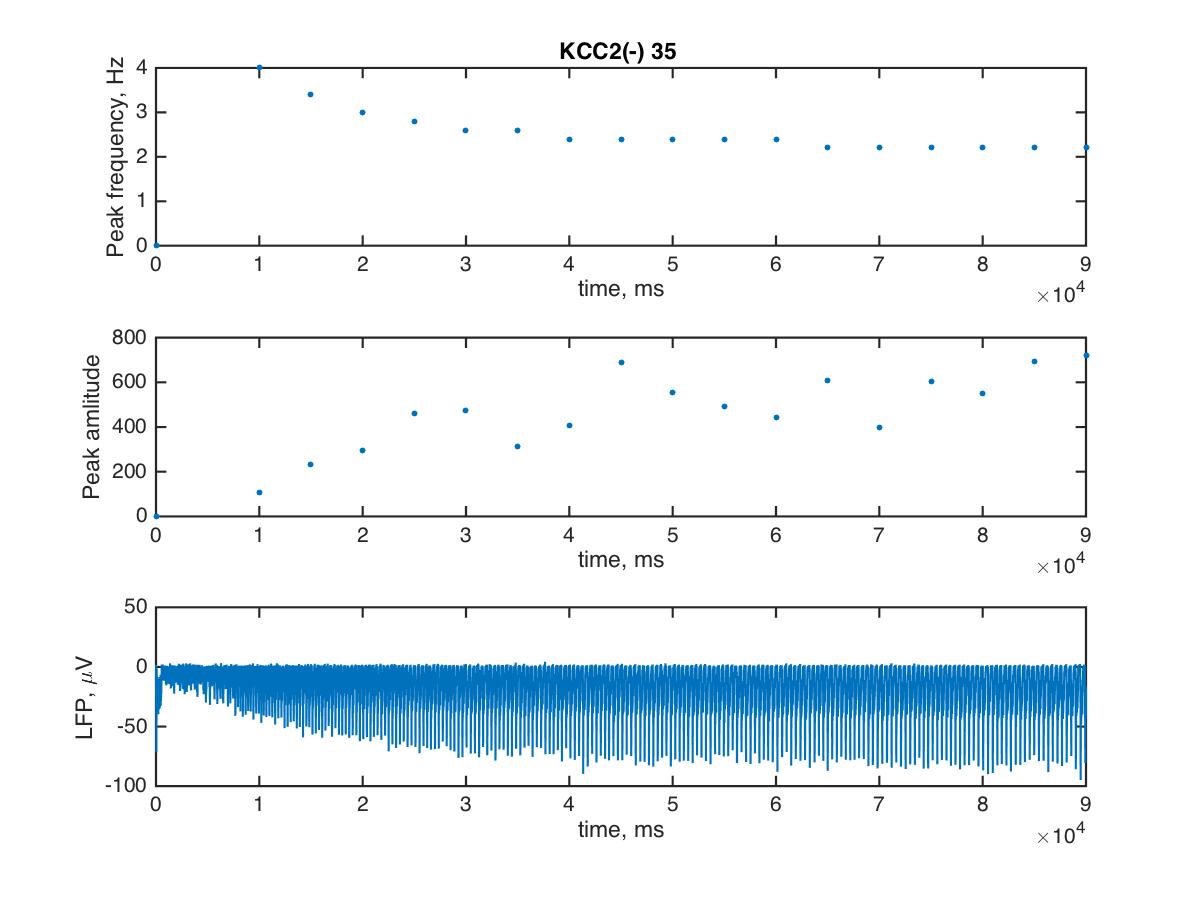 KCC2(-) 35
Peak frequency, Hz
4
3
2
1
0
0 1 2 3 4 5 6 7 8 9
time, ms
×10^4
Peak amlitude
800
600
400
200
0
0 1 2 3 4 5 6 7 8 9
time, ms
×10^4
LFP, μV
50
0
-50
-100
0 1 2 3 4 5 6 7 8 9
time, ms
×10^4